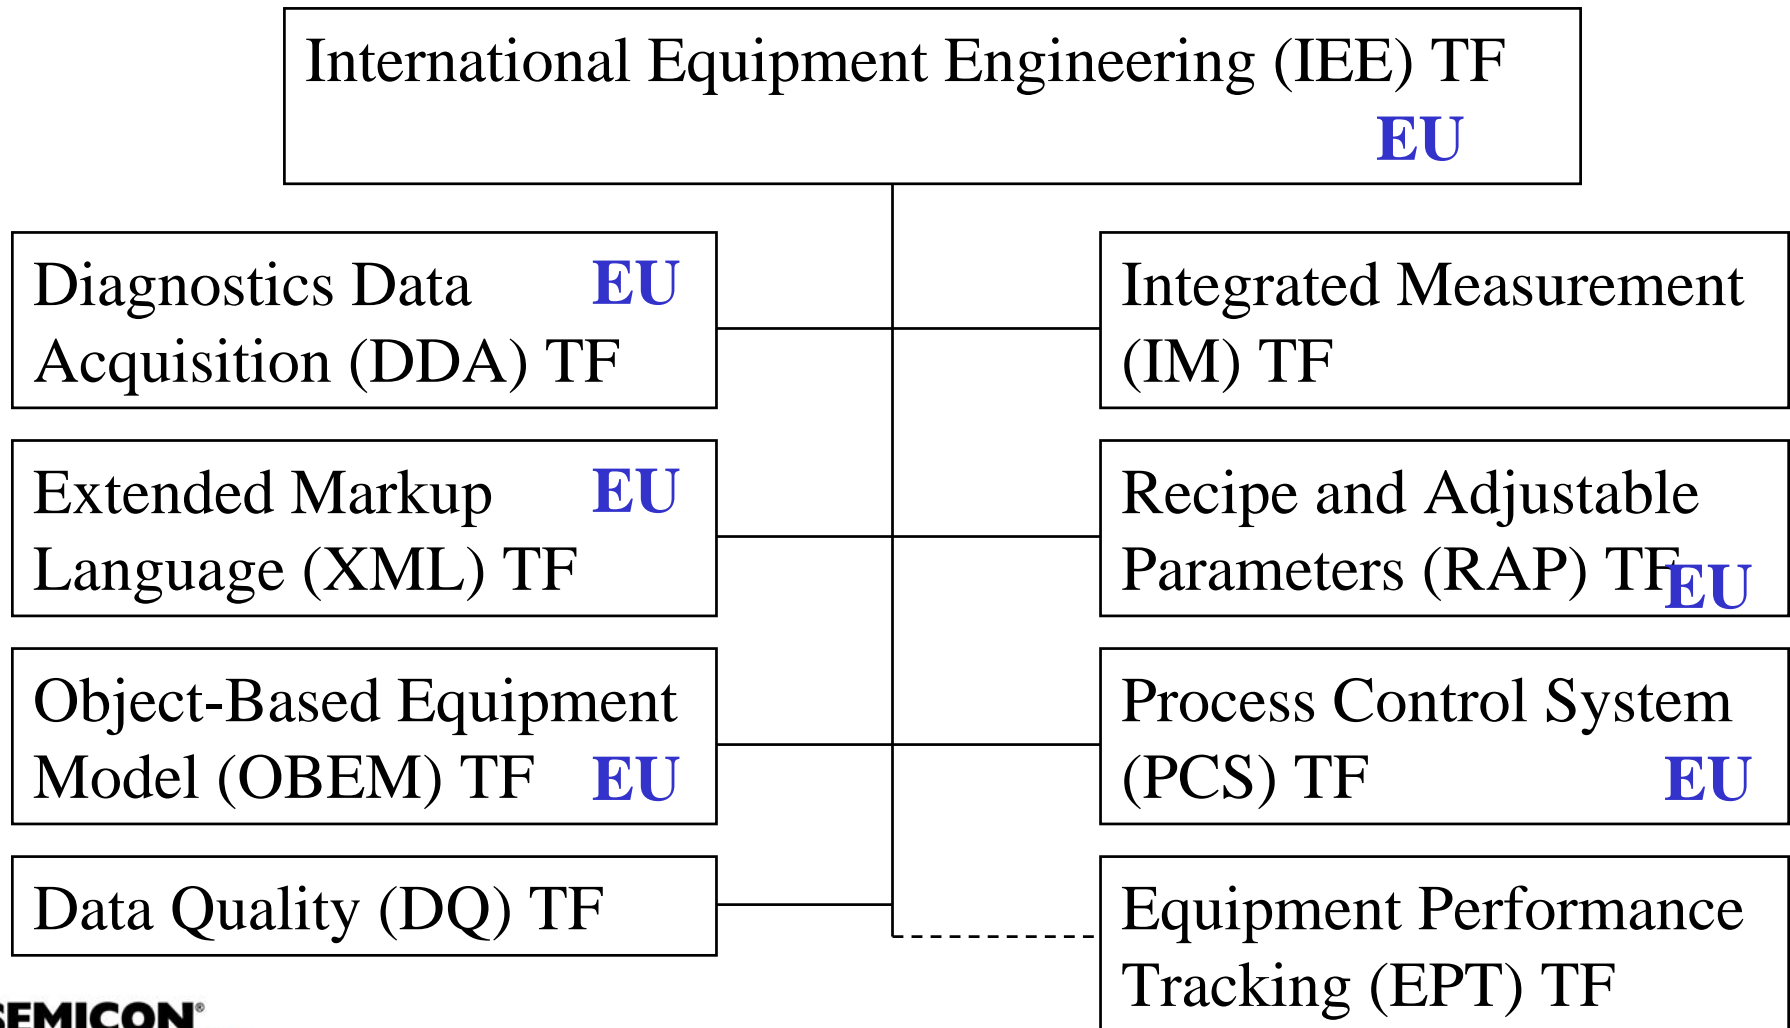 International Equipment Engineering (IEE) TF
EU
Diagnostics Data EU
Acquisition (DDA) TF
Integrated Measurement
(IM) TF
Extended Markup EU
Language (XML) TF
Recipe and Adjustable
Parameters (RAP) TF EU
Object-Based Equipment
Model (OBEM) TF EU
Process Control System
(PCS) TF EU
Data Quality (DQ) TF
Equipment Performance
Tracking (EPT) TF
SEMICON®